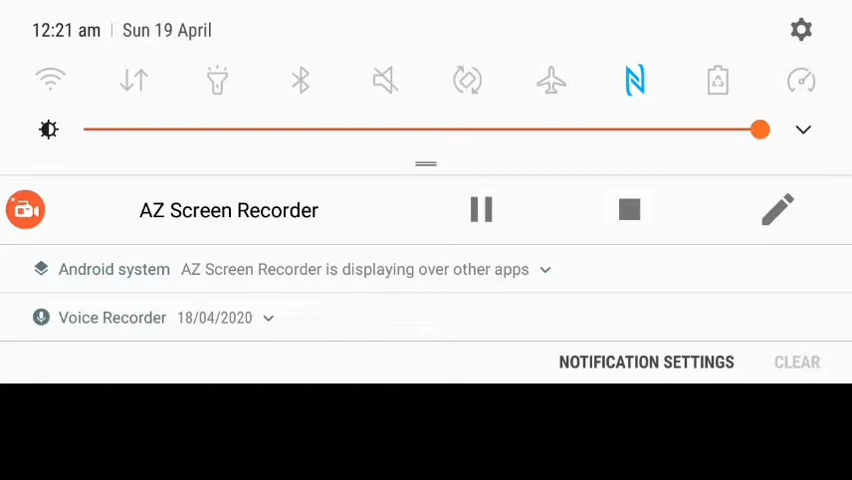 12:21 am | Sun 19 April
AZ Screen Recorder
Android system AZ Screen Recorder is displaying over other apps
Voice Recorder 18/04/2020
NOTIFICATION SETTINGS CLEAR